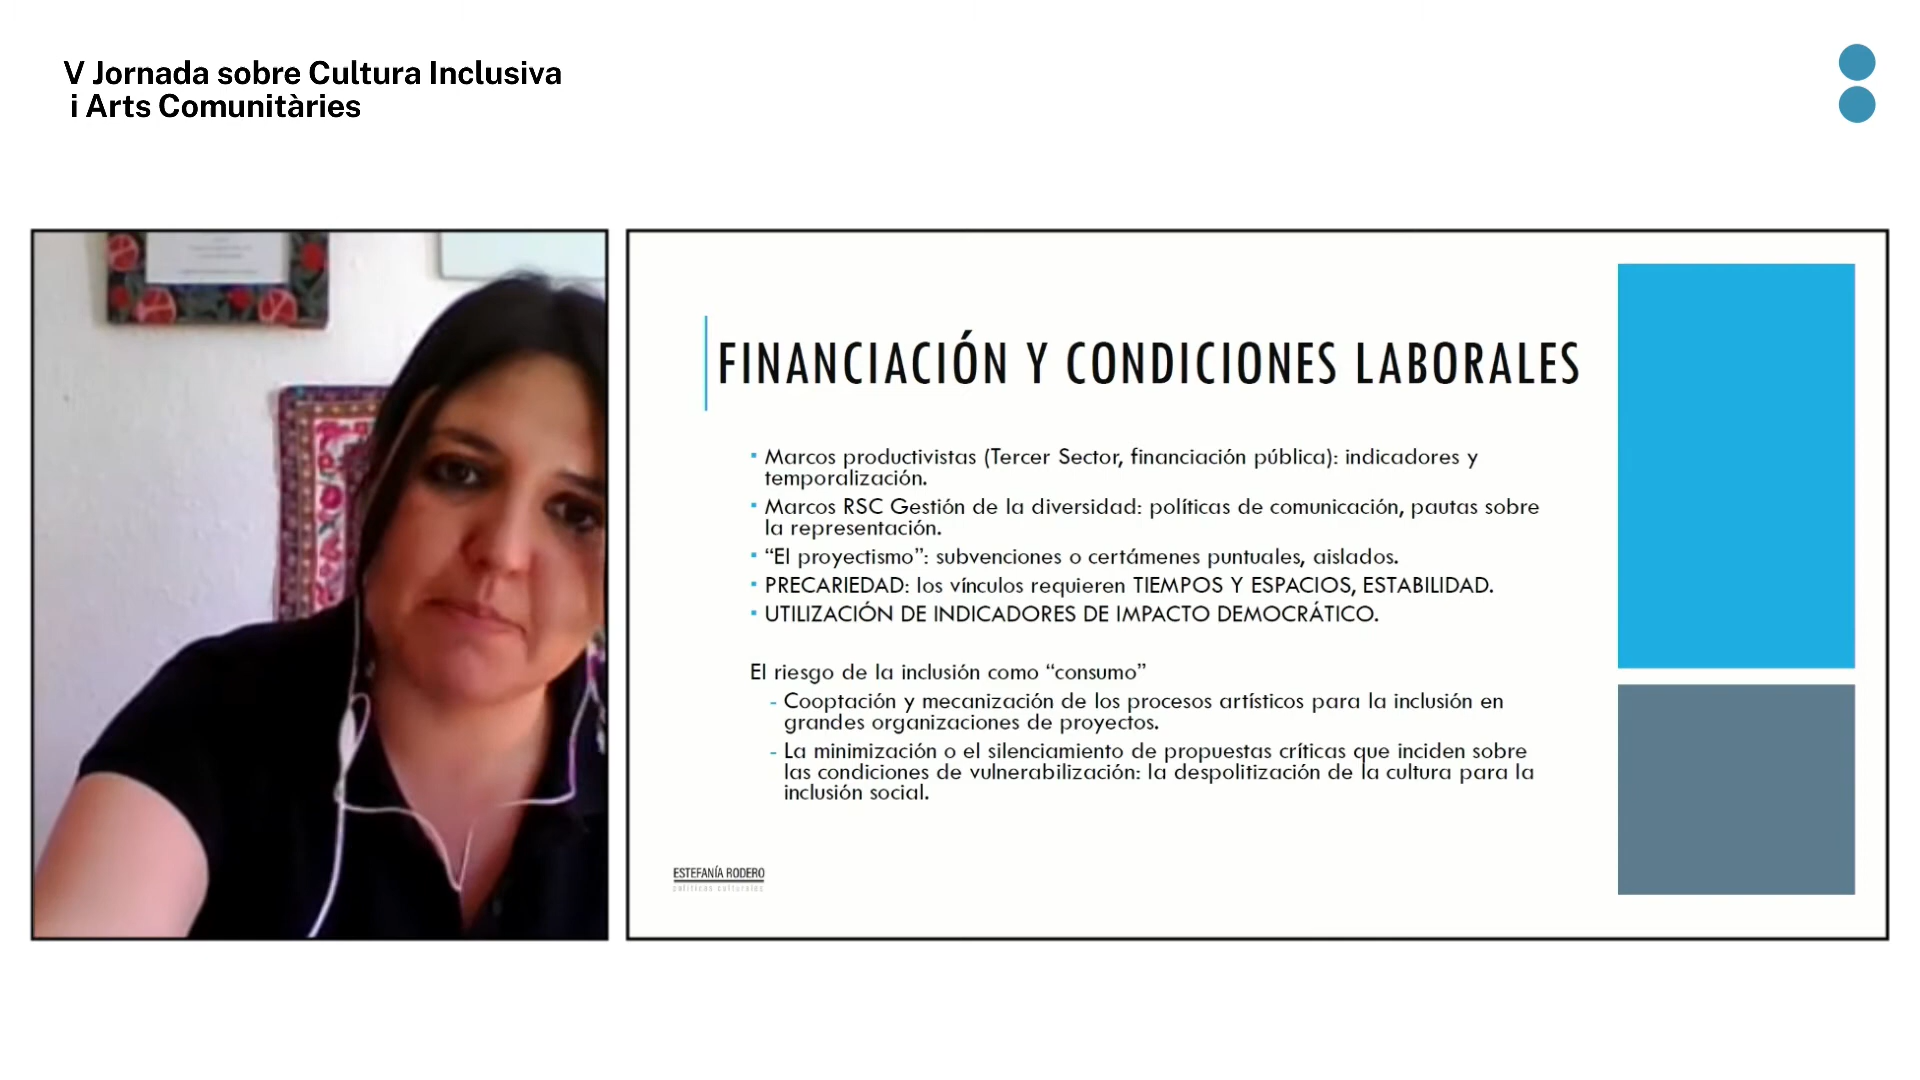 V Jornada sobre Cultura Inclusiva
i Arts Comunitàries
FINANCIACIÓN Y CONDICIONES LABORALES
▪ Marcos productivistas (Tercer Sector, financiación pública): indicadores y
temporalización.
▪ Marcos RSC Gestión de la diversidad: políticas de comunicación, pautas sobre
la representación.
▪ “El proyectismo”: subvenciones o certámenes puntuales, aislados.
▪ PRECARIEDAD: los vínculos requieren TIEMPOS Y ESPACIOS, ESTABILIDAD.
▪ UTILIZACIÓN DE INDICADORES DE IMPACTO DEMOCRÁTICO.
El riesgo de la inclusión como “consumo”
- Cooptación y mecanización de los procesos artísticos para la inclusión en
grandes organizaciones de proyectos.
- La minimización o el silenciamiento de propuestas críticas que inciden sobre
las condiciones de vulnerabilización: la despolitización de la cultura para la
inclusión social.
ESTEFANÍA RODERO
políticas culturales